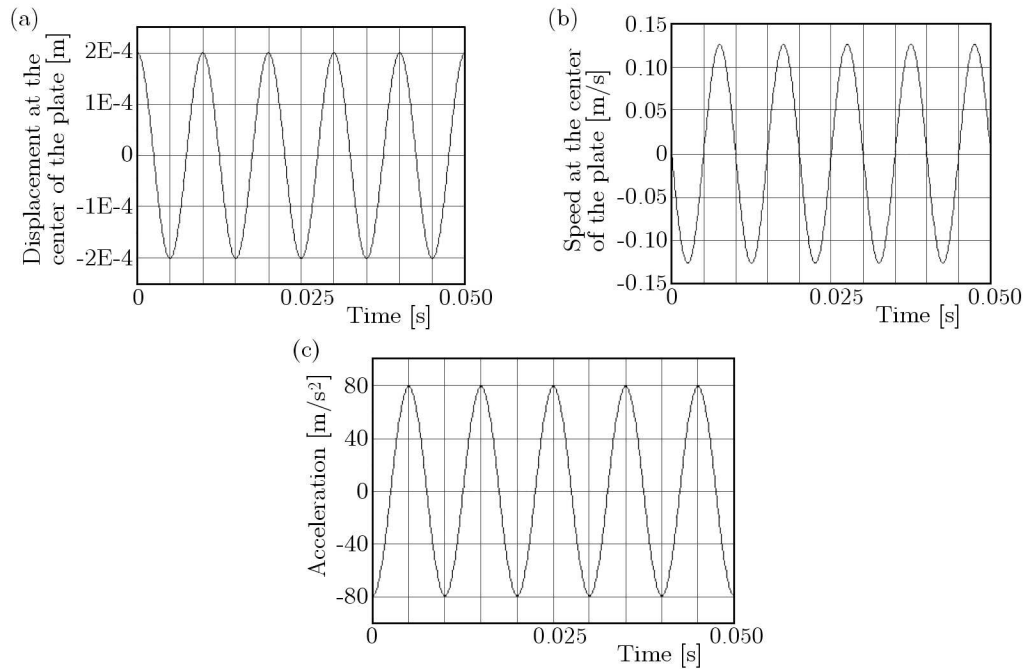 (a)
Displacement at the
center of the plate [m]
2E-4
1E-4
0
-1E-4
-2E-4
0
0.025
0.050
Time [s]
(b)
Speed at the center
of the plate [m/s]
0.15
0.10
0.05
0
-0.05
-0.10
-0.15
0
0.025
0.050
Time [s]
(c)
Acceleration [m/s²]
80
40
0
-40
-80
0
0.025
0.050
Time [s]